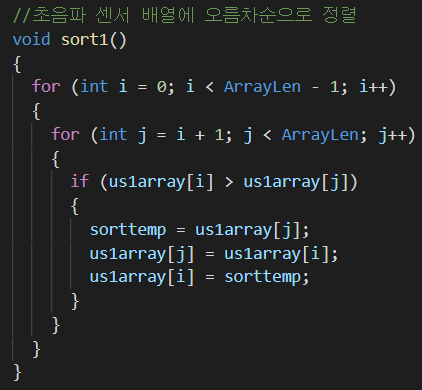 //초음파 센서 배열에 오름차순으로 정렬
void sort1()
{
  for (int i = 0; i < ArrayLen - 1; i++)
  {
    for (int j = i + 1; j < ArrayLen; j++)
    {
      if (us1array[i] > us1array[j])
      {
        sorttemp = us1array[j];
        us1array[j] = us1array[i];
        us1array[i] = sorttemp;
      }
    }
  }
}